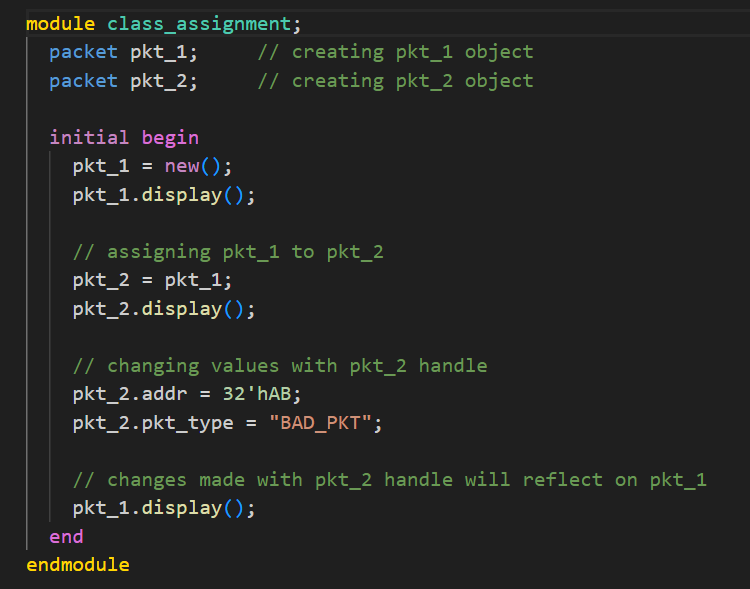 module class_assignment;
  packet pkt_1;     // creating pkt_1 object
  packet pkt_2;     // creating pkt_2 object

  initial begin
    pkt_1 = new();
    pkt_1.display();

    // assigning pkt_1 to pkt_2
    pkt_2 = pkt_1;
    pkt_2.display();

    // changing values with pkt_2 handle
    pkt_2.addr = 32'hAB;
    pkt_2.pkt_type = "BAD_PKT";

    // changes made with pkt_2 handle will reflect on pkt_1
    pkt_1.display();
  end
endmodule